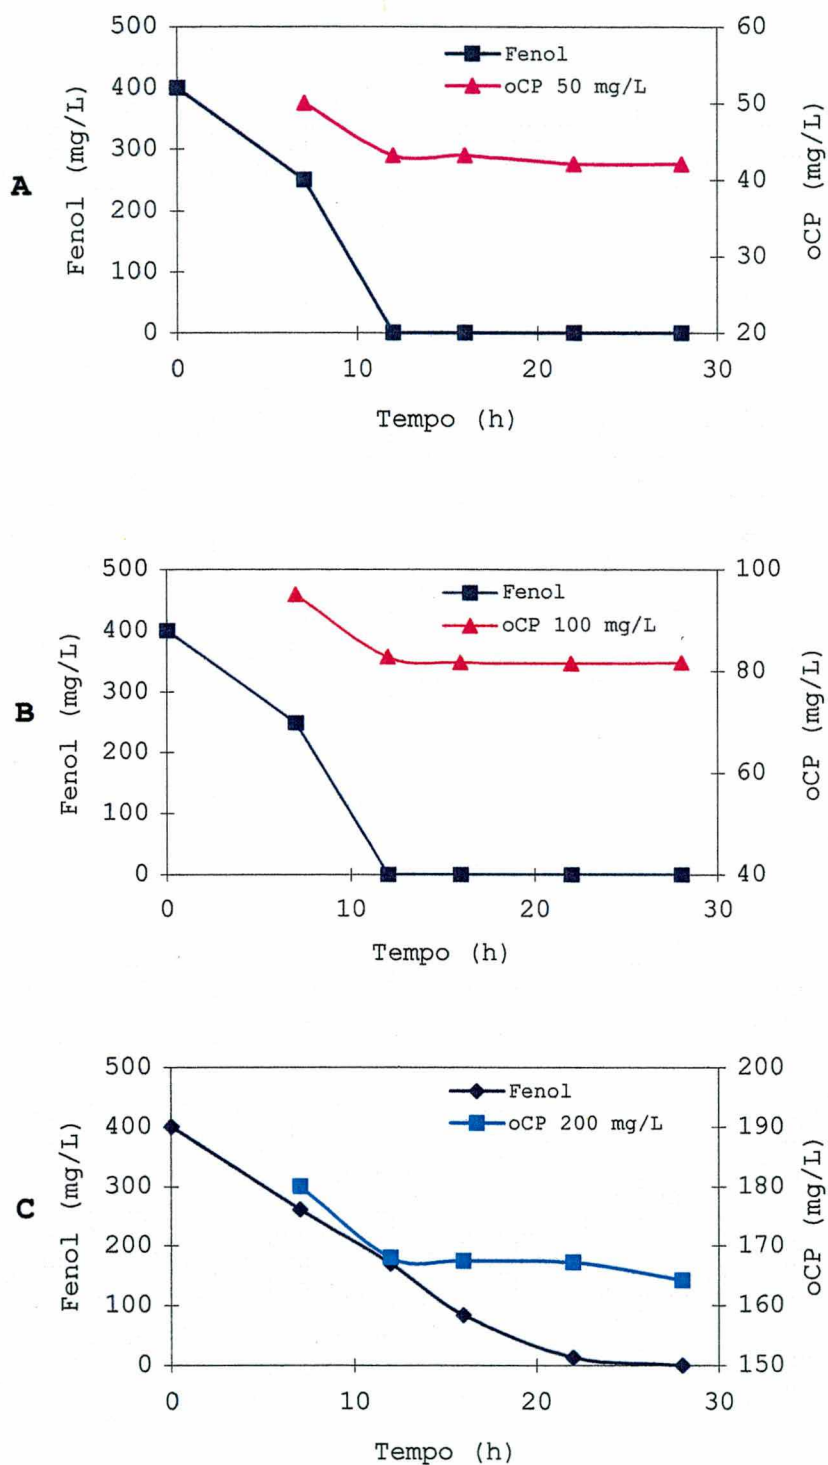 A
Fenol (mg/L)
500
400
300
200
100
0
Fenol
oCP 50 mg/L
60
50
40
30
20
oCP (mg/L)
0 10 20 30
Tempo (h)
B
Fenol (mg/L)
500
400
300
200
100
0
Fenol
oCP 100 mg/L
100
80
60
40
oCP (mg/L)
0 10 20 30
Tempo (h)
C
Fenol (mg/L)
500
400
300
200
100
0
Fenol
oCP 200 mg/L
200
190
180
170
160
150
oCP (mg/L)
0 10 20 30
Tempo (h)